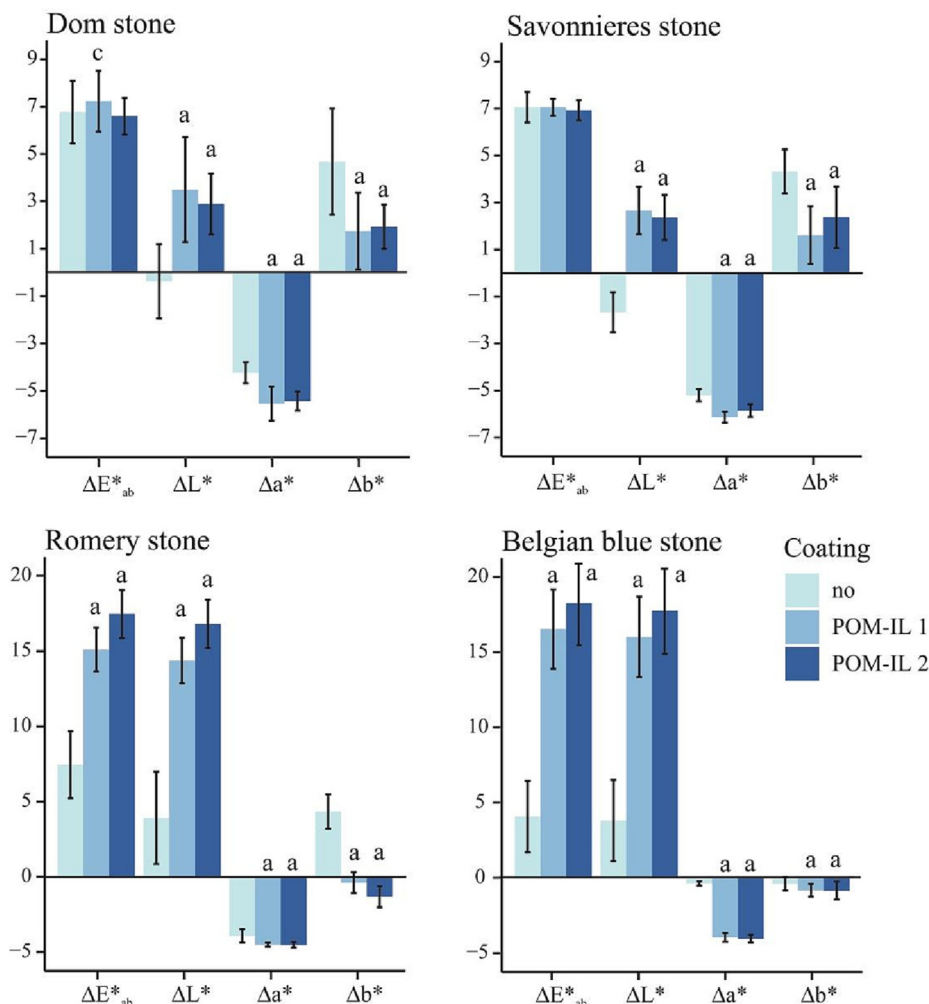 Dom stone
9
7
5
3
1
−1
−3
−5
−7
c
a
a
a a
a a
ΔE*ab
ΔL*
Δa*
Δb*
Savonnieres stone
9
7
5
3
1
−1
−3
−5
−7
a a
a a
a a
ΔE*ab
ΔL*
Δa*
Δb*
Romery stone
20
15
10
5
0
−5
a
a
a
a
a a
a a
ΔE*ab
ΔL*
Δa*
Δb*
Belgian blue stone
20
15
10
5
0
−5
a a
a a
a a
a a
ΔE*ab
ΔL*
Δa*
Δb*
Coating
no
POM-IL 1
POM-IL 2